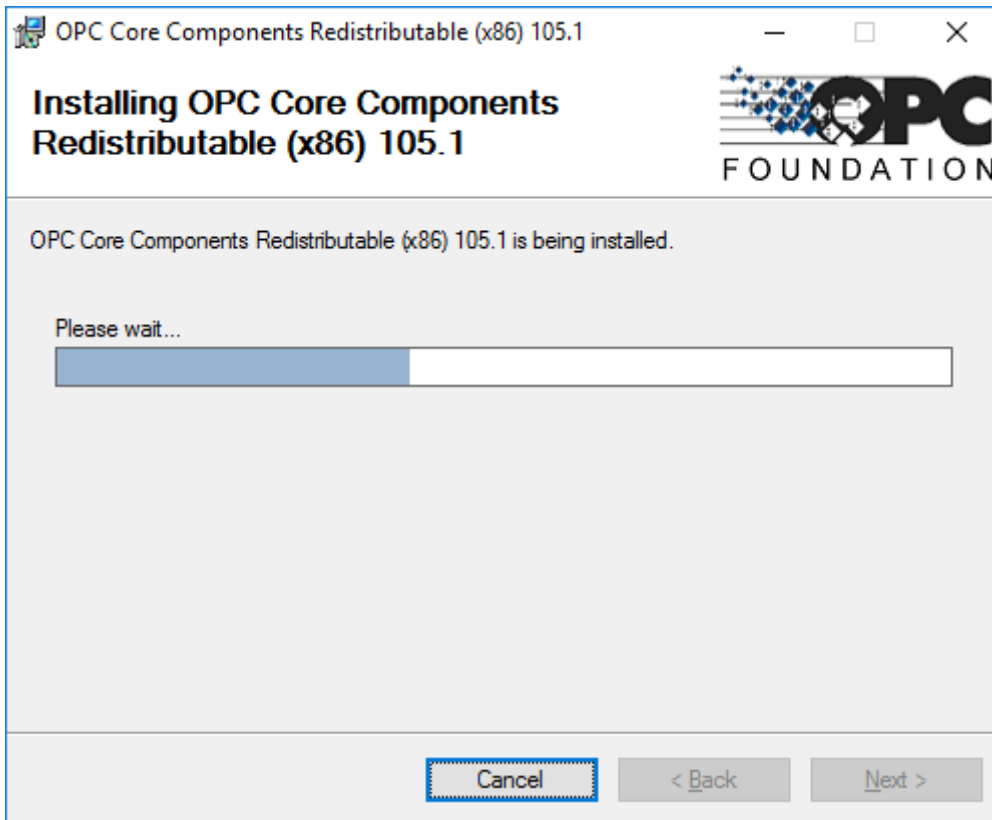 OPC Core Components Redistributable (x86) 105.1
Installing OPC Core Components
Redistributable (x86) 105.1
OPC
FOUNDATION
OPC Core Components Redistributable (x86) 105.1 is being installed.
Please wait...
Cancel
< Back
Next >